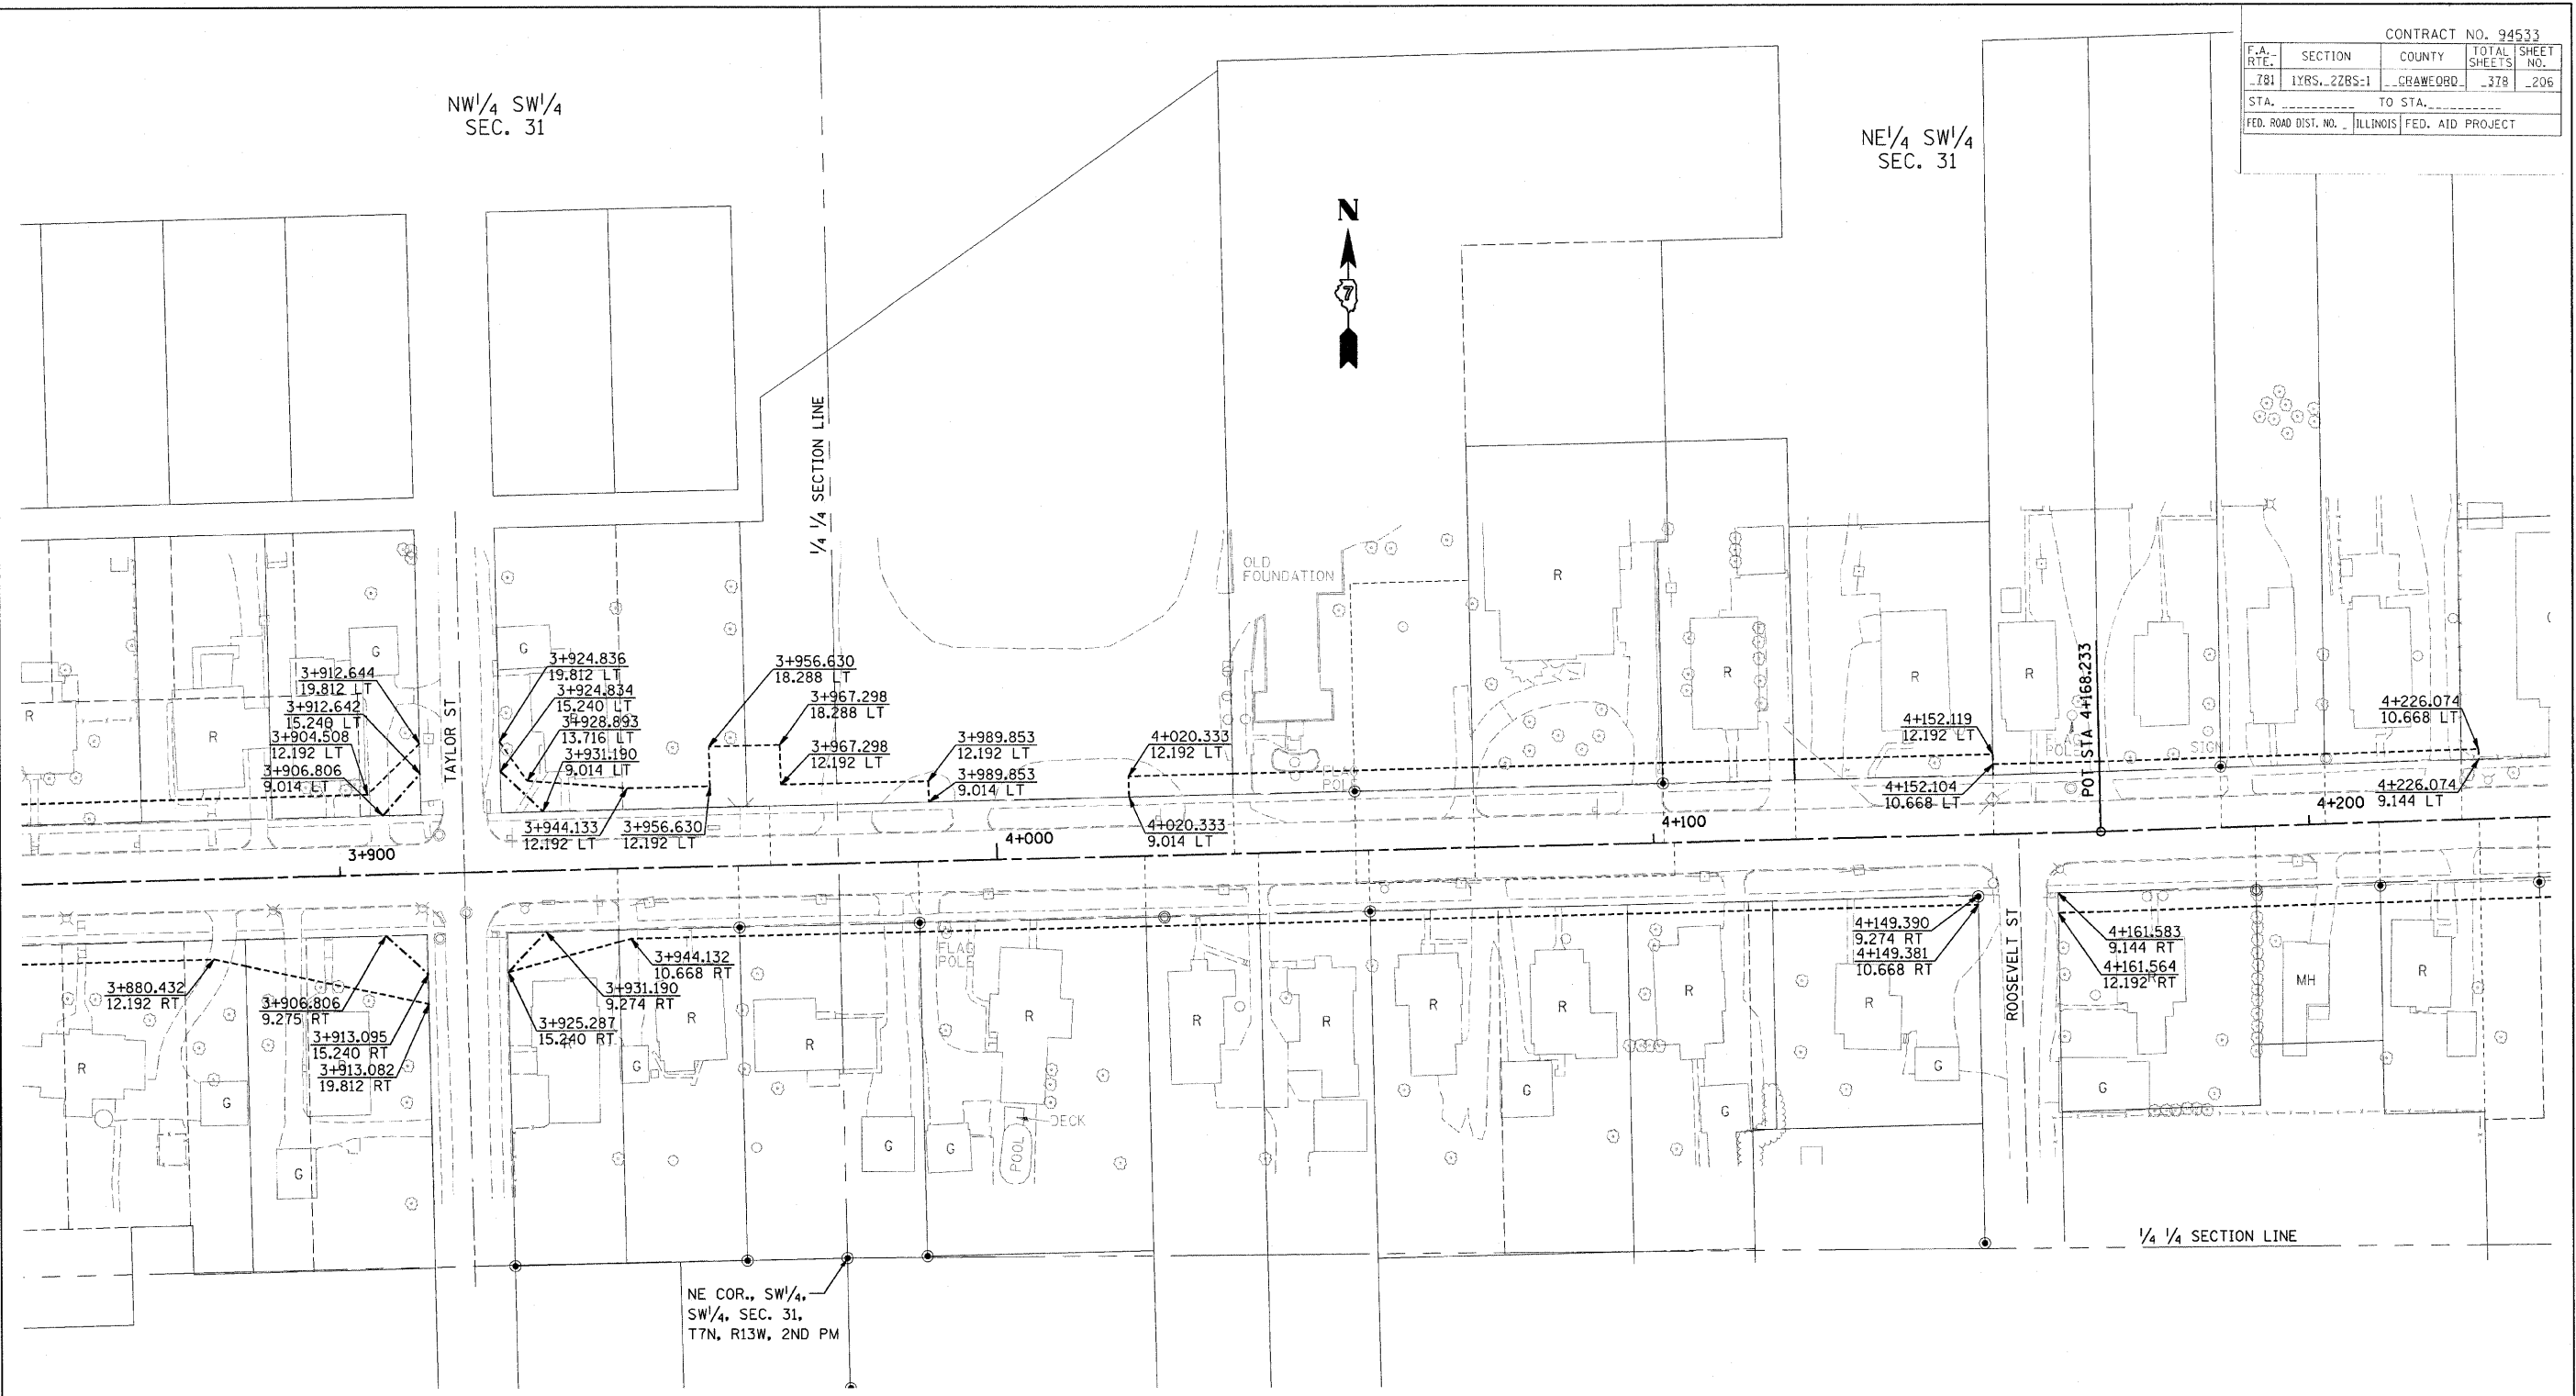 CONTRACT NO. 94533
F.A. RTE. SECTION COUNTY TOTAL SHEETS SHEET NO.
781 1YRS, 2ZRS-1 CRAWFORD 378 206
STA. TO STA.
FED. ROAD DIST. NO. ILLINOIS FED. AID PROJECT
NW1/4 SW1/4
SEC. 31
NE1/4 SW1/4
SEC. 31
N
7
1/4 1/4 SECTION LINE
OLD
FOUNDATION
TAYLOR ST
3+912.644
19.812 LT
3+912.642
15.240 LT
3+904.508
12.192 LT
3+906.806
9.014 LT
3+924.836
19.812 LT
3+924.834
15.240 LT
3+928.893
13.716 LT
3+931.190
9.014 LT
3+944.133
12.192 LT
3+956.630
12.192 LT
3+956.630
18.288 LT
3+967.298
18.288 LT
3+967.298
12.192 LT
3+989.853
12.192 LT
3+989.853
9.014 LT
4+020.333
12.192 LT
4+020.333
9.014 LT
FLAG
POLE
4+152.119
12.192 LT
4+152.104
10.668 LT
POLE
POT STA 4+168.233
SIGN
4+226.074
10.668 LT
4+226.074
9.144 LT
3+900
4+000
4+100
4+200
R
R
G
G
R
R
R
R
3+880.432
12.192 RT
3+906.806
9.275 RT
3+913.095
15.240 RT
3+913.082
19.812 RT
3+944.132
10.668 RT
3+931.190
9.274 RT
3+925.287
15.240 RT
FLAG
POLE
4+149.390
9.274 RT
4+149.381
10.668 RT
ROOSEVELT ST
4+161.583
9.144 RT
4+161.564
12.192 RT
R
G
G
R
G
R
R
R
R
R
R
R
R
MH
R
G
G
G
G
G
G
POOL
DECK
1/4 1/4 SECTION LINE
NE COR., SW1/4,
SW1/4, SEC. 31,
T7N, R13W, 2ND PM